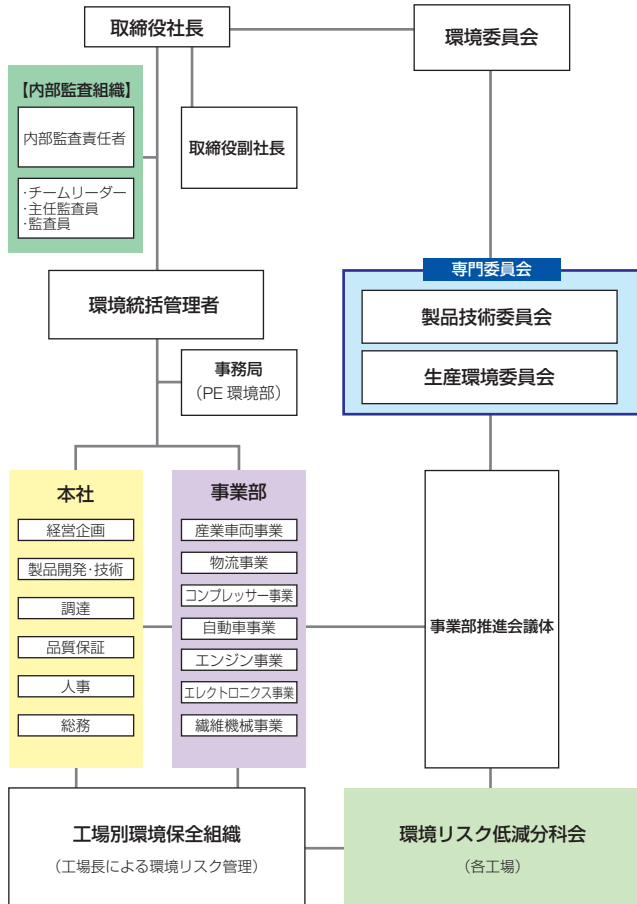 取締役社長
環境委員会
【内部監査組織】
内部監査責任者
・チームリーダー
・主任監査員
・監査員
取締役副社長
環境統括管理者
事務局
（PE 環境部）
専門委員会
製品技術委員会
生産環境委員会
本社
経営企画
製品開発・技術
調達
品質保証
人事
総務
事業部
産業車両事業
物流事業
コンプレッサー事業
自動車事業
エンジン事業
エレクトロニクス事業
繊維機械事業
事業部推進会議体
工場別環境保全組織
（工場長による環境リスク管理）
環境リスク低減分科会
（各工場）